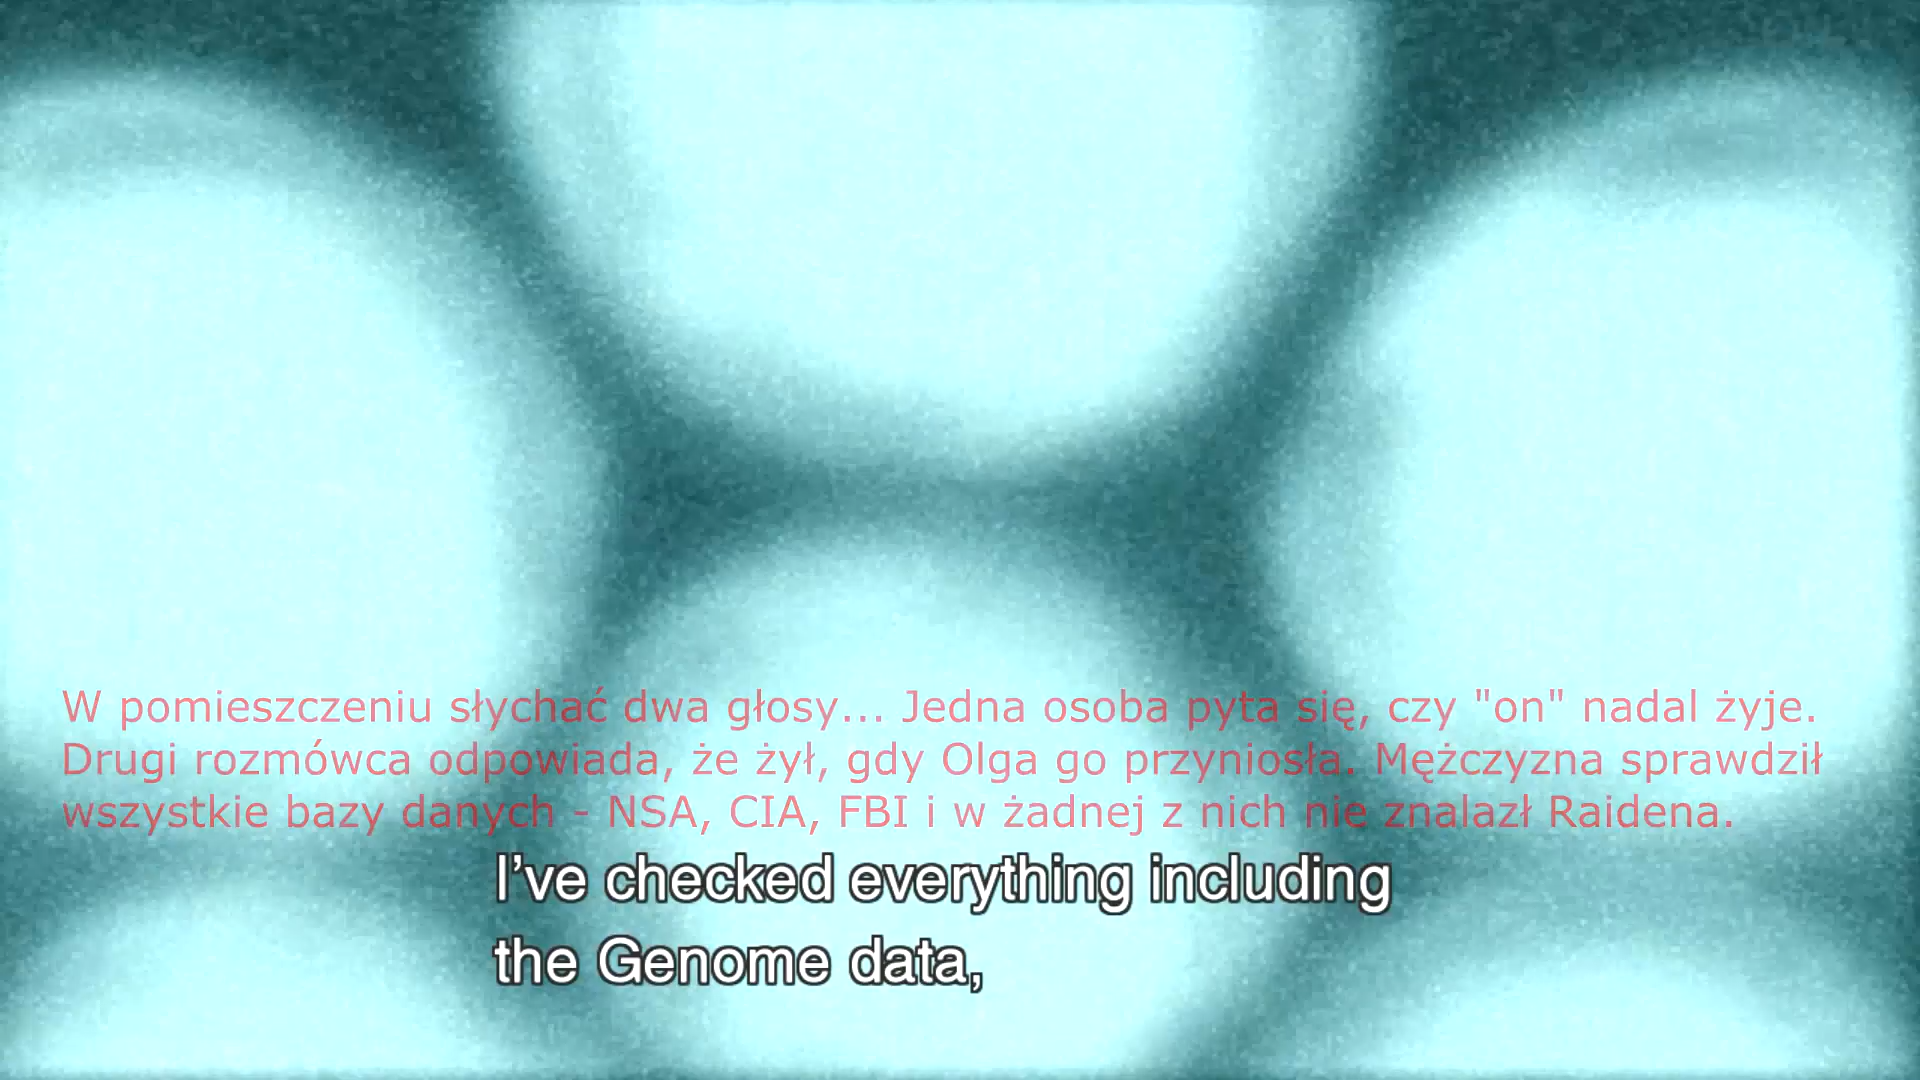 W pomieszczeniu słychać dwa głosy... Jedna osoba pyta się, czy "on" nadal żyje.
Drugi rozmówca odpowiada, że żył, gdy Olga go przyniosła. Mężczyzna sprawdził
wszystkie bazy danych - NSA, CIA, FBI i w żadnej z nich nie znalazł Raidena.
I've checked everything including
the Genome data,